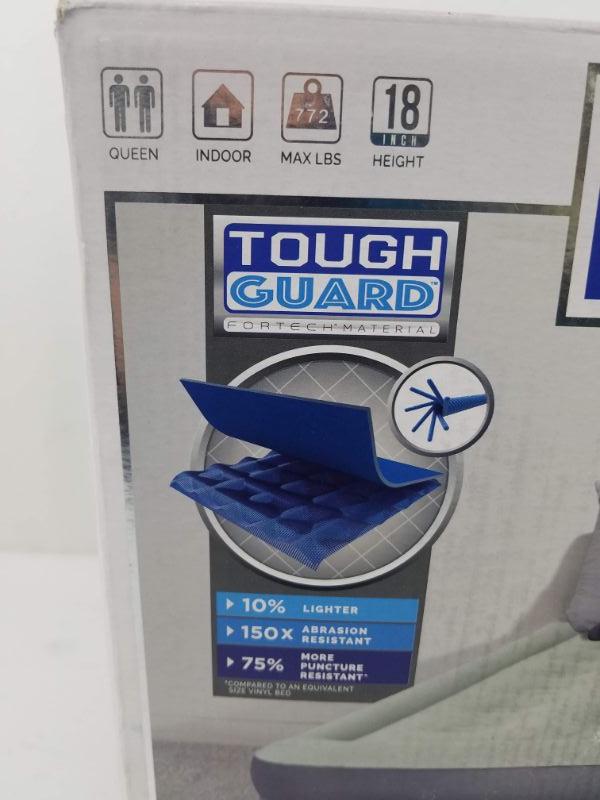 QUEEN
INDOOR
772
MAX LBS
18
INCH
HEIGHT
TOUGH
GUARD™
FORTECH® MATERIAL
10% LIGHTER
150X ABRASION
RESISTANT
75% MORE
PUNCTURE
RESISTANT*
*COMPARED TO AN EQUIVALENT
SIZE VINYL BED